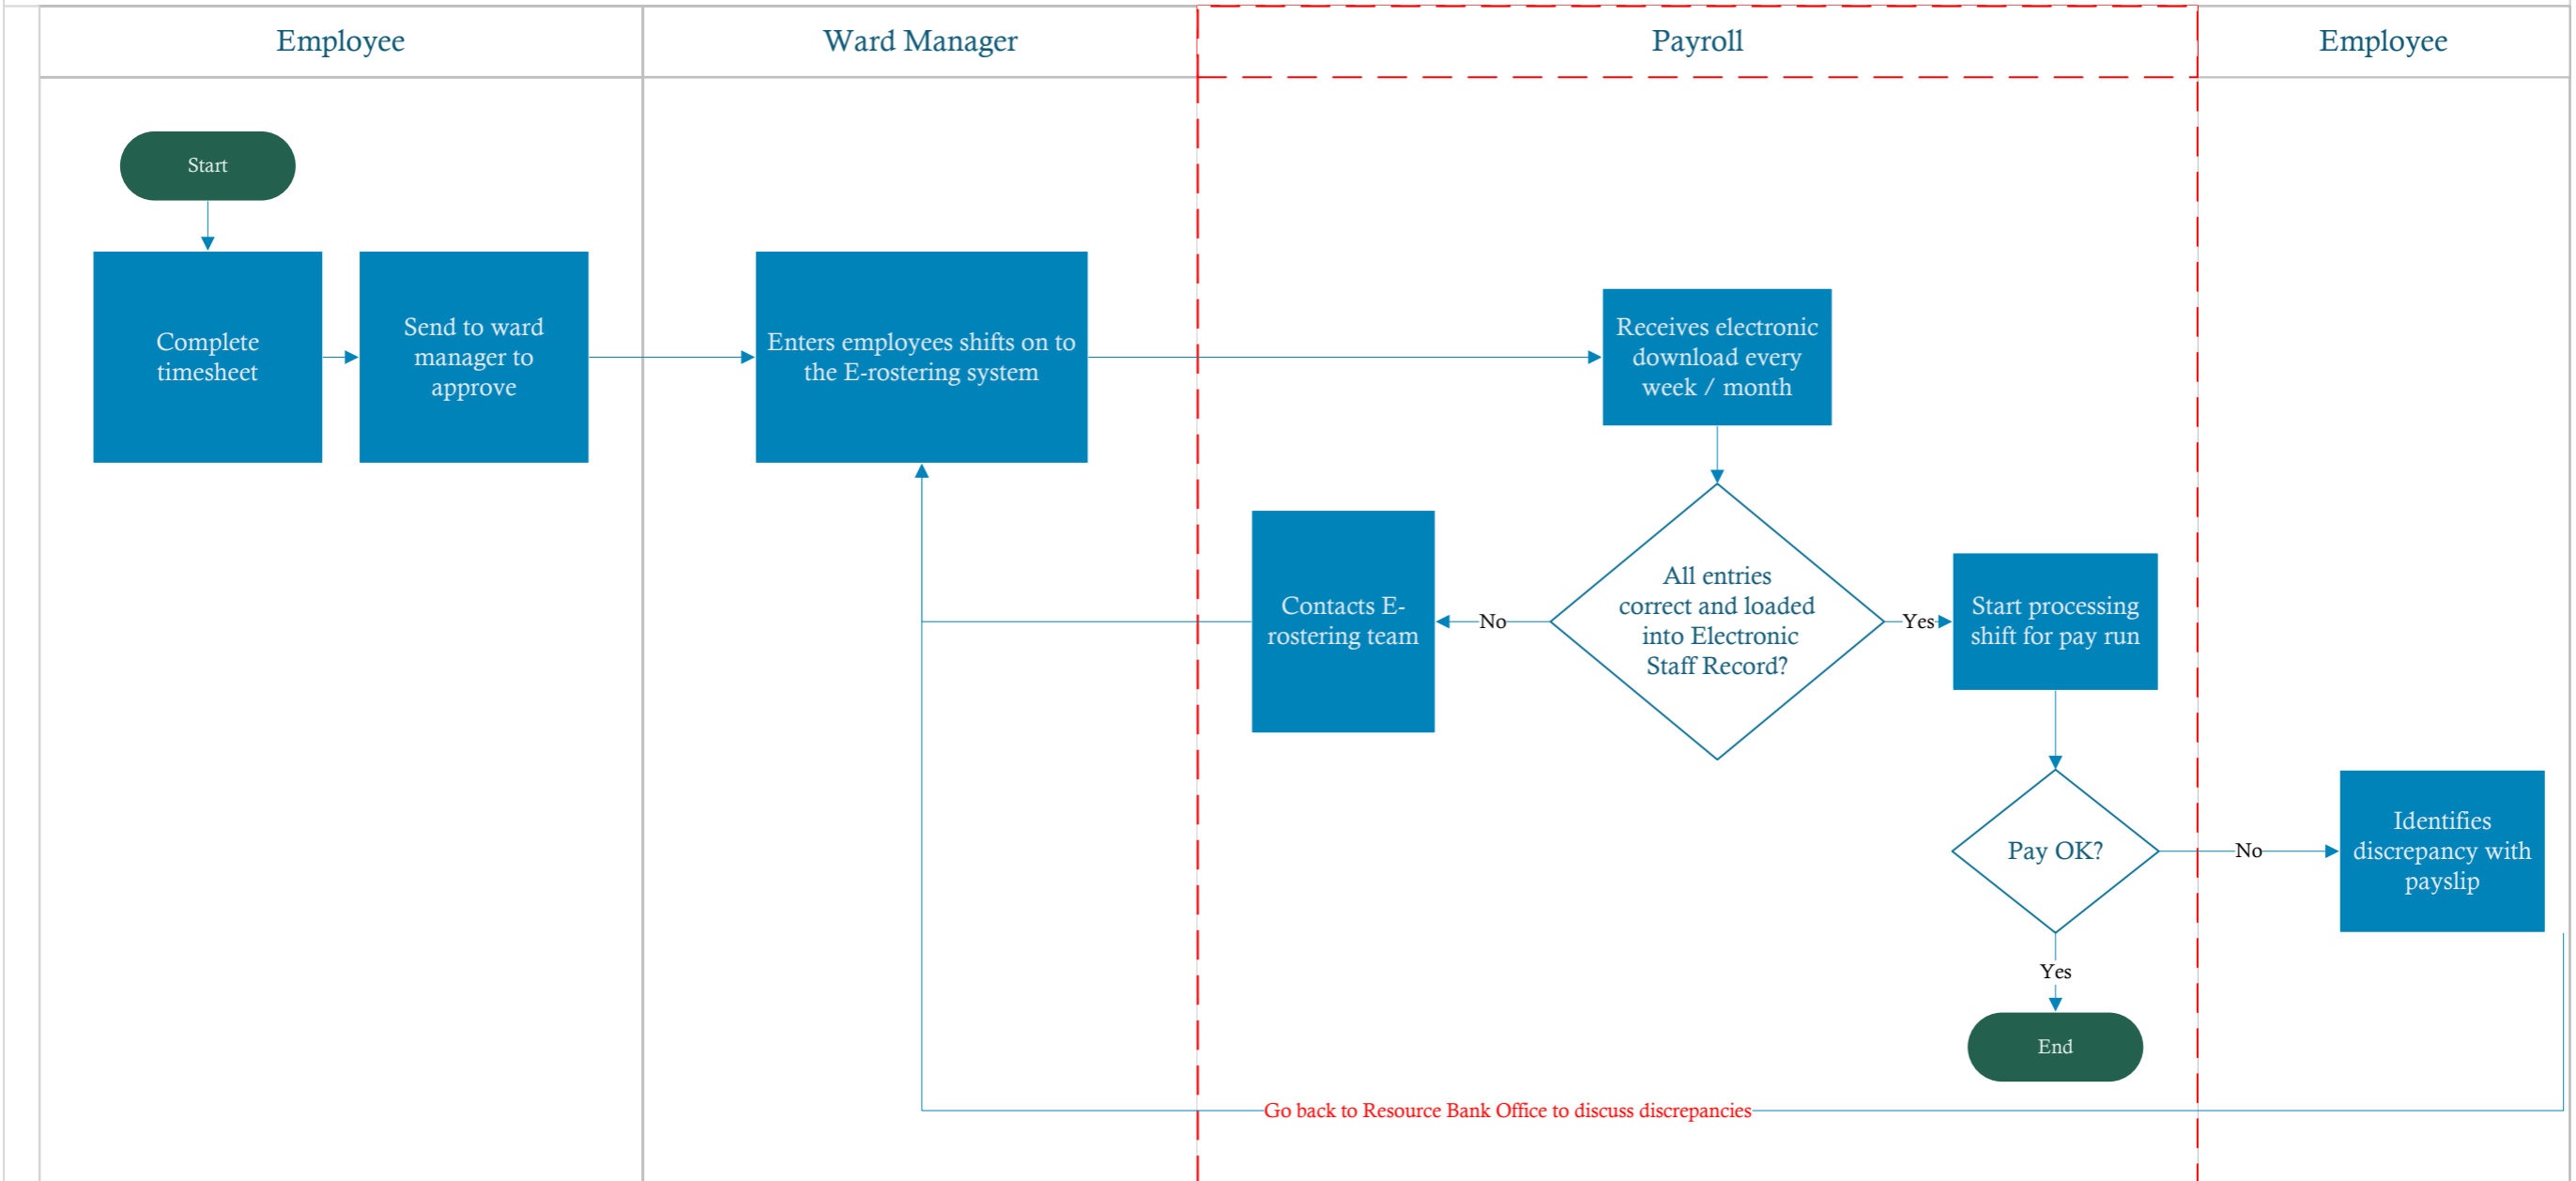 Employee
Ward Manager
Payroll
Employee
Start
Complete
timesheet
Send to ward
manager to
approve
Enters employees shifts on to
the E-rostering system
Receives electronic
download every
week / month
All entries
correct and loaded
into Electronic
Staff Record?
No
Contacts E-
rostering team
Yes
Start processing
shift for pay run
Pay OK?
No
Identifies
discrepancy with
payslip
Yes
End
Go back to Resource Bank Office to discuss discrepancies